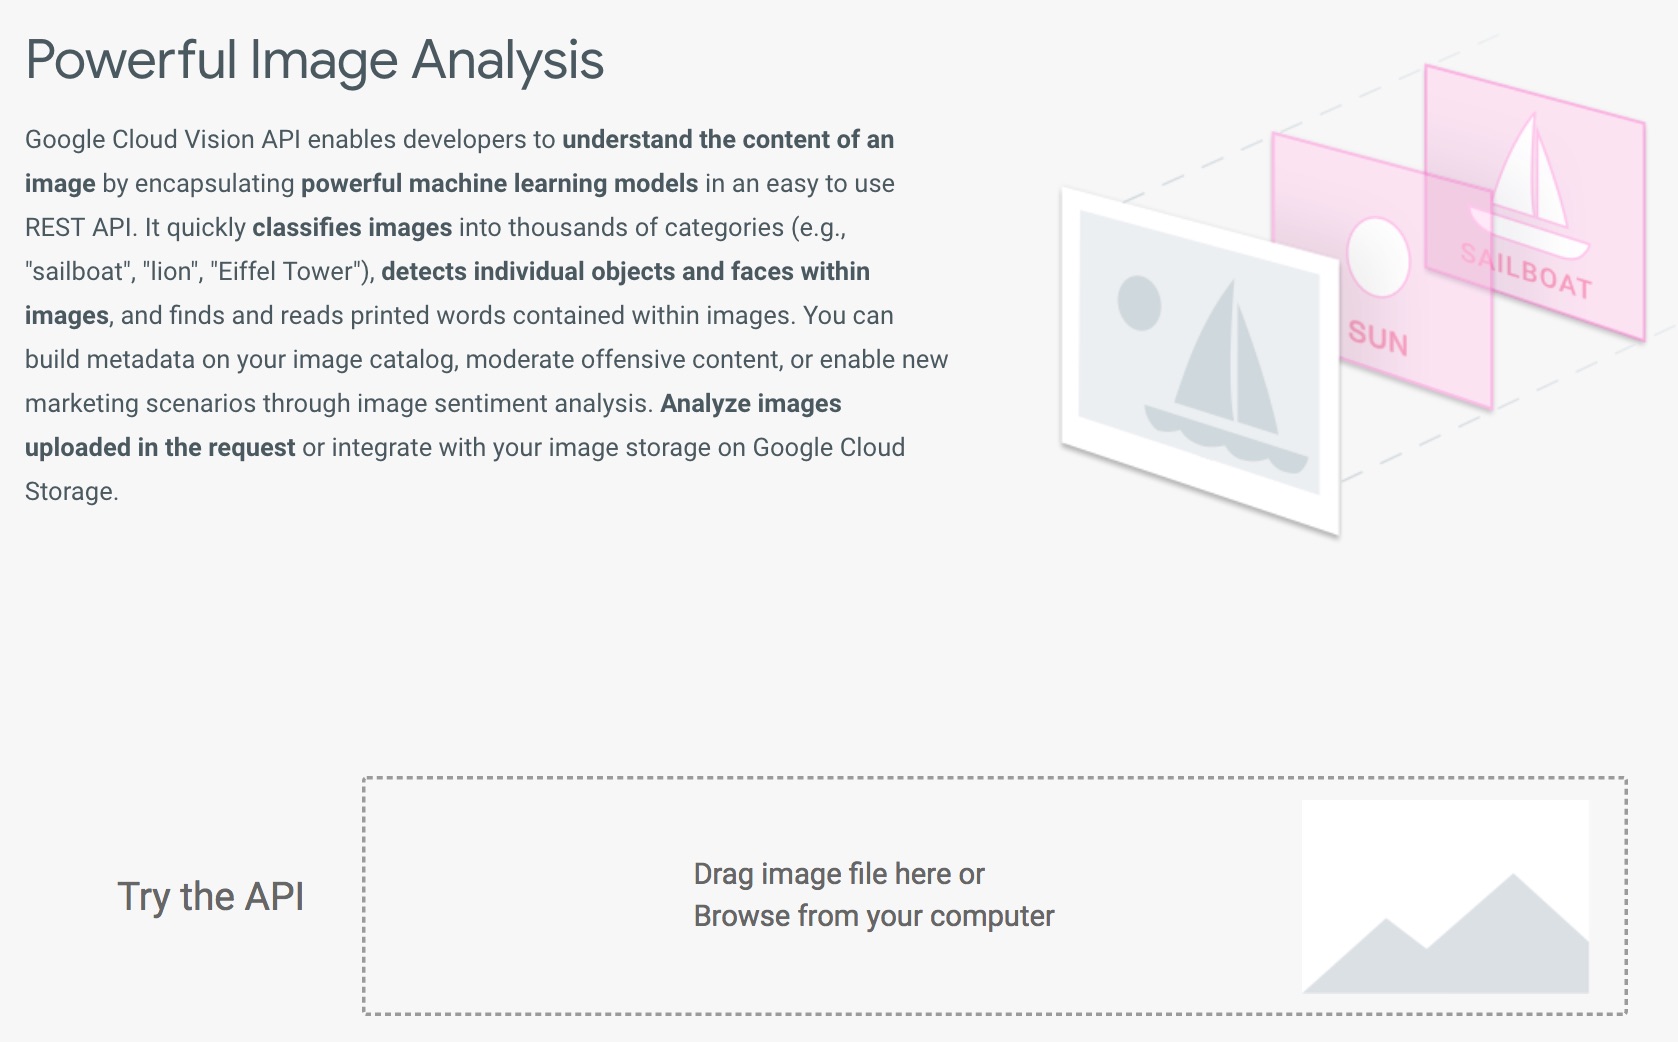 Powerful Image Analysis
Google Cloud Vision API enables developers to understand the content of an
image by encapsulating powerful machine learning models in an easy to use
REST API. It quickly classifies images into thousands of categories (e.g.,
"sailboat", "lion", "Eiffel Tower"), detects individual objects and faces within
images, and finds and reads printed words contained within images. You can
build metadata on your image catalog, moderate offensive content, or enable new
marketing scenarios through image sentiment analysis. Analyze images
uploaded in the request or integrate with your image storage on Google Cloud
Storage.
SAILBOAT
SUN
Try the API
Drag image file here or
Browse from your computer